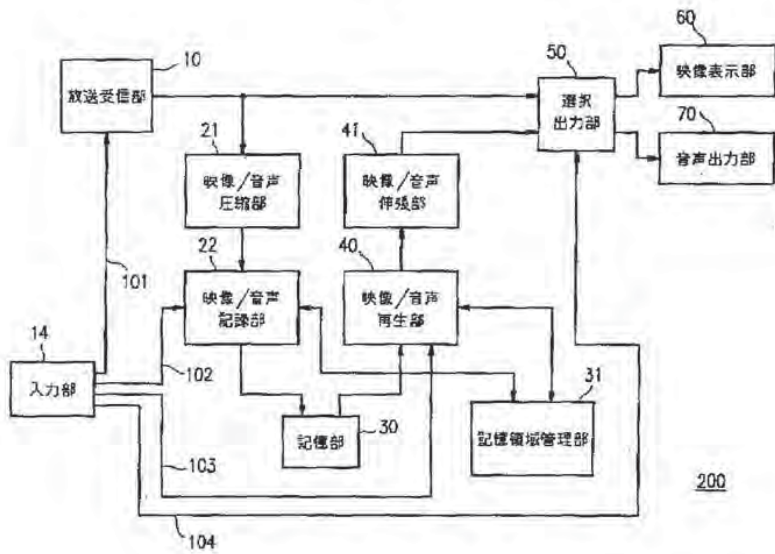 60
10
50
放送受信部
選択
出力部
映像表示部
70
21
41
音声出力部
映像/音声
圧縮部
映像/音声
伸張部
22
40
101
映像/音声
記録部
映像/音声
再生部
14
入力部
102
31
記憶部
30
記憶領域管理部
103
200
104